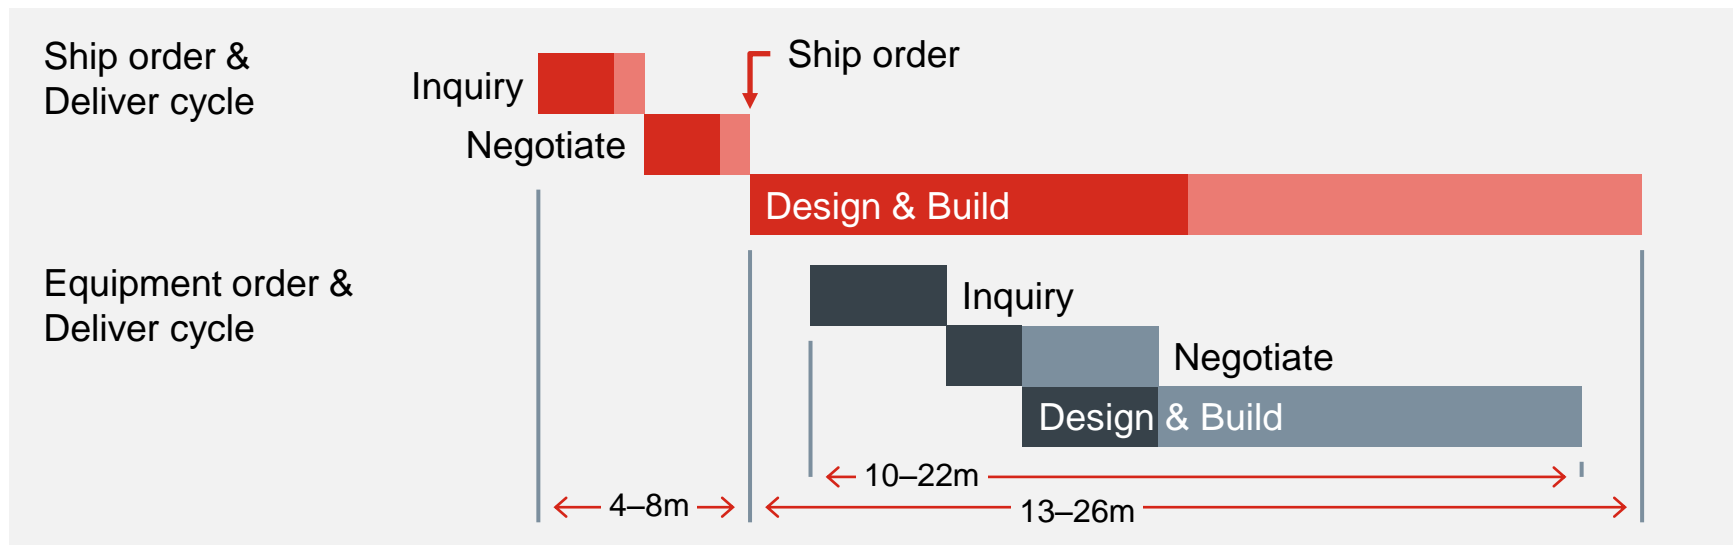 Ship order &
Deliver cycle
Inquiry
Ship order
Negotiate
Design & Build
Equipment order &
Deliver cycle
Inquiry
Negotiate
Design & Build
10–22m
4–8m
13–26m